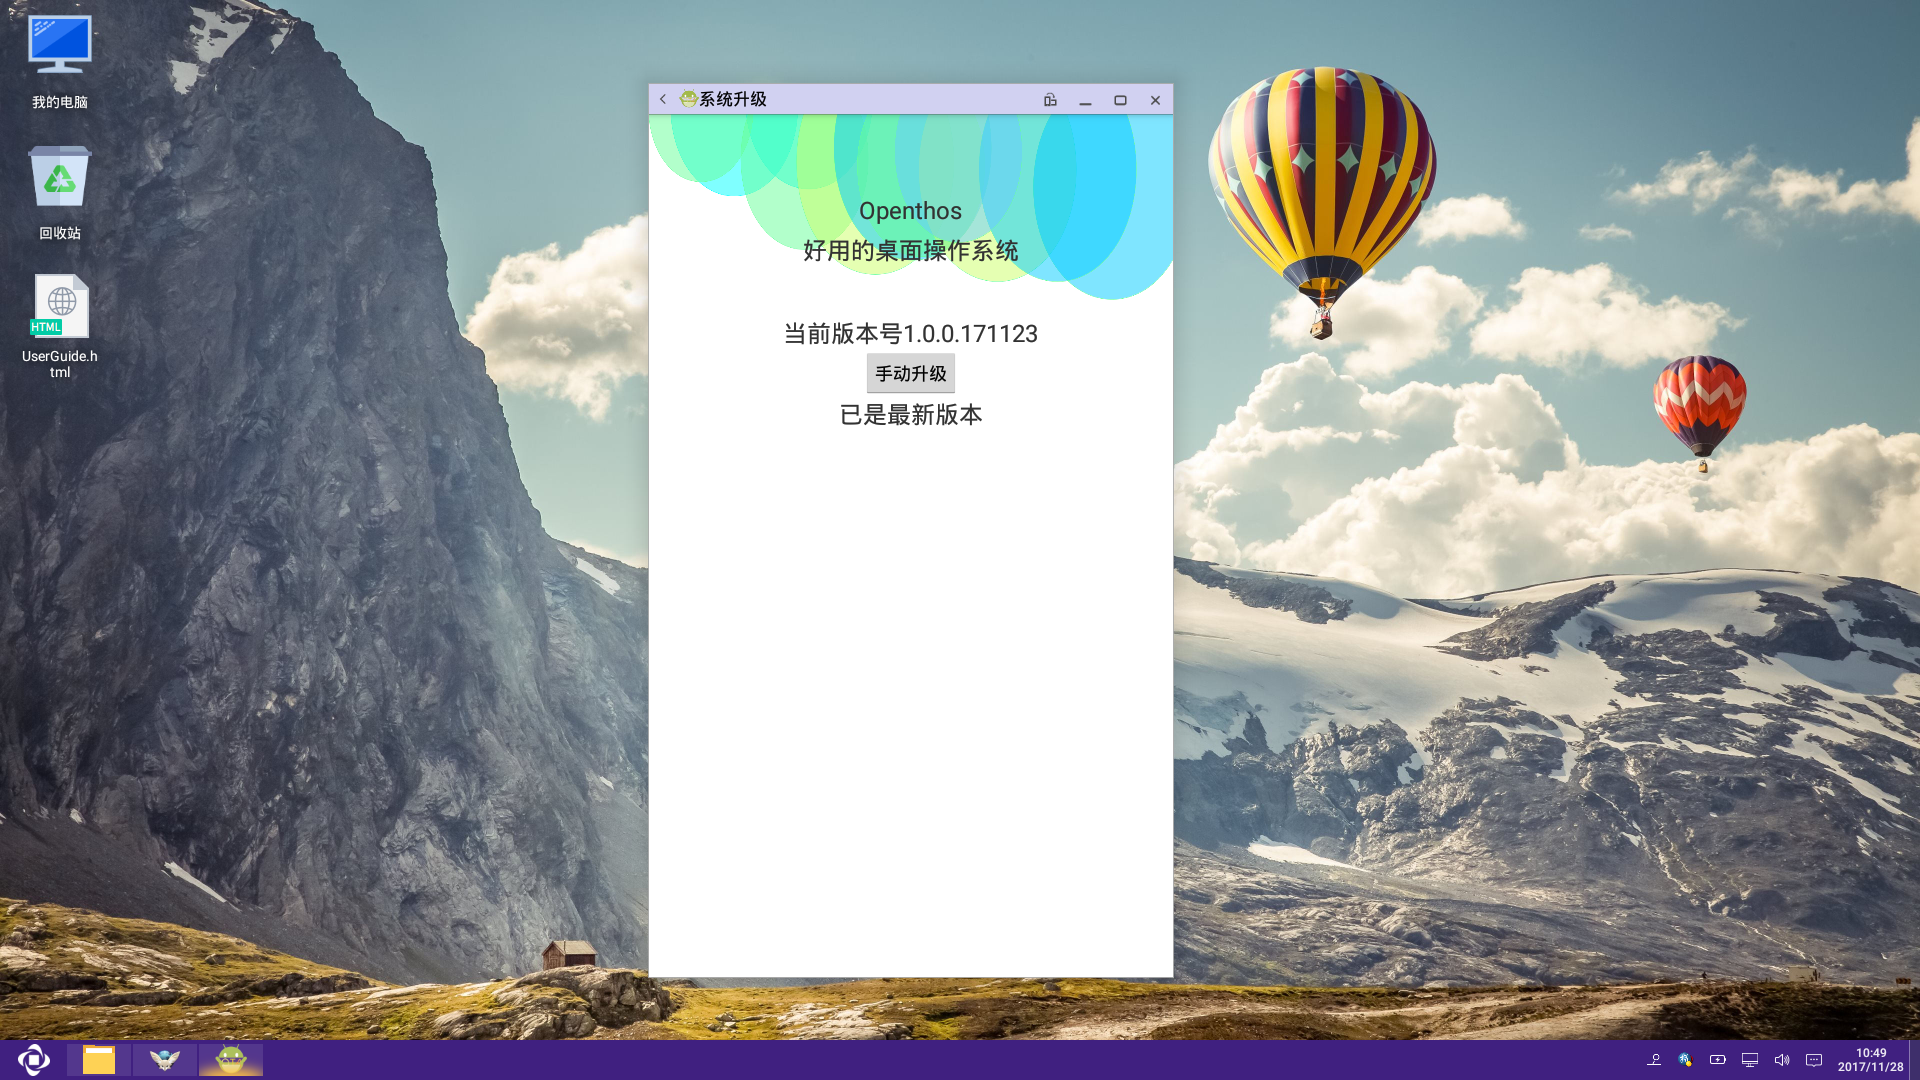 我的电脑
回收站
HTML
UserGuide.h
tml
系统升级
Openthos
好用的桌面操作系统
当前版本号1.0.0.171123
手动升级
已是最新版本
10:49
2017/11/28